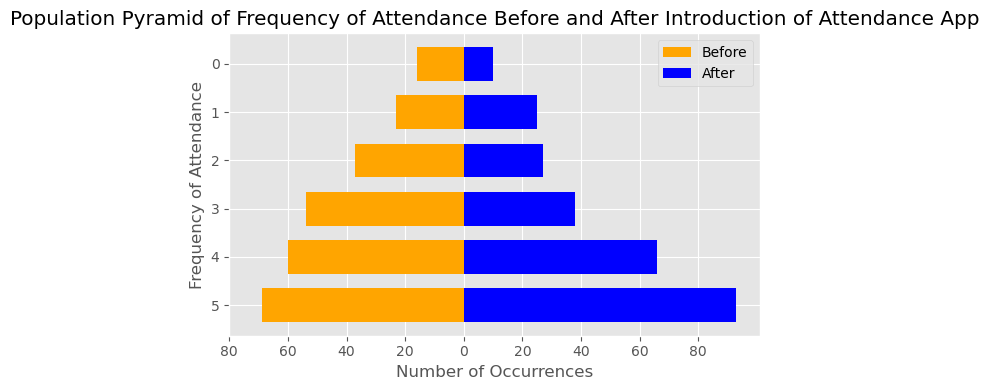 Population Pyramid of Frequency of Attendance Before and After Introduction of Attendance App
Before
After
Frequency of Attendance
0
1
2
3
4
5
80 60 40 20 0 20 40 60 80
Number of Occurrences